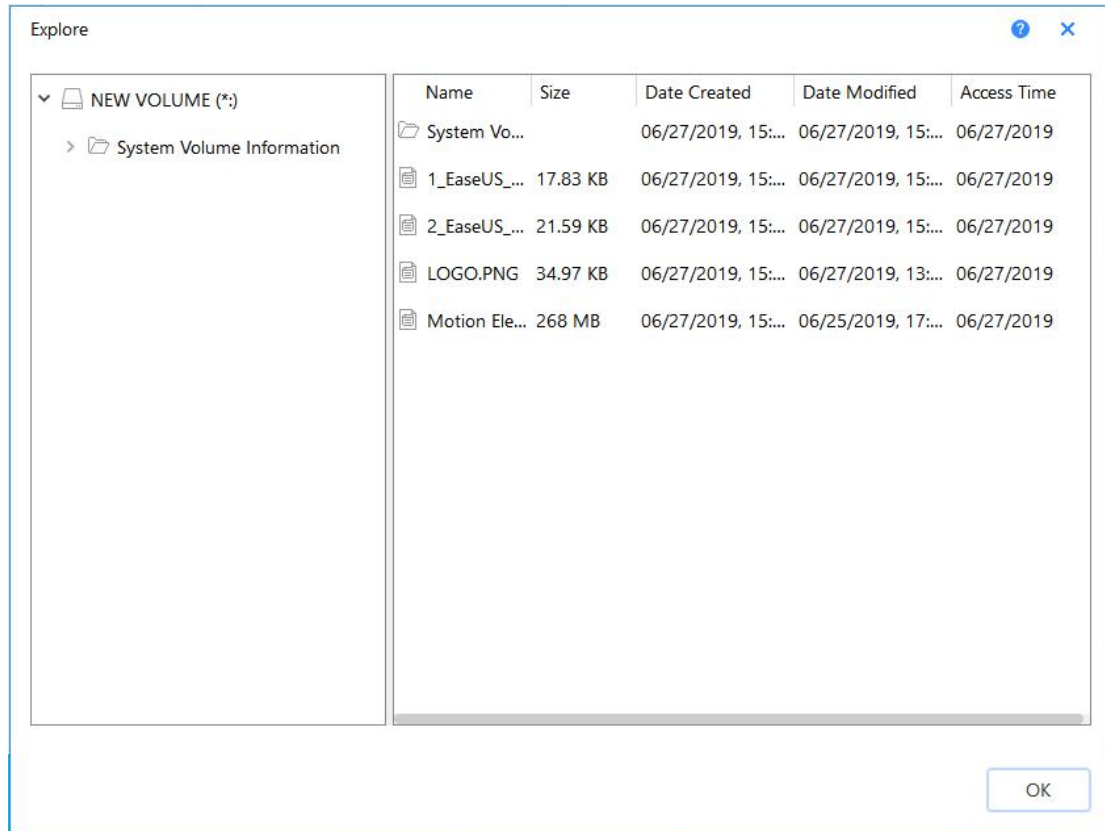 Explore
NEW VOLUME (*:)
System Volume Information
Name Size Date Created Date Modified Access Time
System Vo... 06/27/2019, 15:... 06/27/2019, 15:... 06/27/2019
1_EaseUS_... 17.83 KB 06/27/2019, 15:... 06/27/2019, 15:... 06/27/2019
2_EaseUS_... 21.59 KB 06/27/2019, 15:... 06/27/2019, 15:... 06/27/2019
LOGO.PNG 34.97 KB 06/27/2019, 15:... 06/27/2019, 13:... 06/27/2019
Motion Ele... 268 MB 06/27/2019, 15:... 06/25/2019, 17:... 06/27/2019
OK